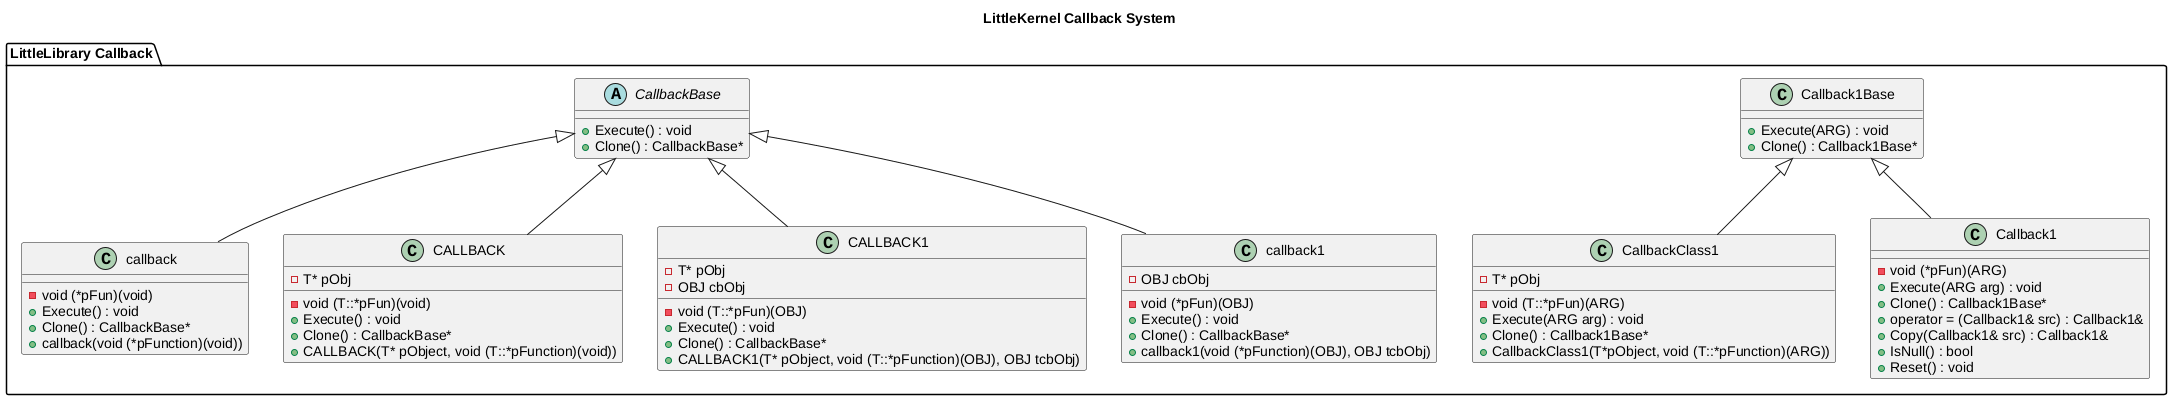 LittleKernel Callback System
LittleLibrary Callback
A CallbackBase
Execute() : void
Clone() : CallbackBase*
C Callback1Base
Execute(ARG) : void
Clone() : Callback1Base*
C callback
void (*pFun)(void)
Execute() : void
Clone() : CallbackBase*
callback(void (*pFunction)(void))
C CALLBACK
T* pObj
void (T::*pFun)(void)
Execute() : void
Clone() : CallbackBase*
CALLBACK(T* pObject, void (T::*pFunction)(void))
C CALLBACK1
T* pObj
OBJ cbObj
void (T::*pFun)(OBJ)
Execute() : void
Clone() : CallbackBase*
CALLBACK1(T* pObject, void (T::*pFunction)(OBJ), OBJ tcbObj)
C callback1
OBJ cbObj
void (*pFun)(OBJ)
Execute() : void
Clone() : CallbackBase*
callback1(void (*pFunction)(OBJ), OBJ tcbObj)
C CallbackClass1
T* pObj
void (T::*pFun)(ARG)
Execute(ARG arg) : void
Clone() : Callback1Base*
CallbackClass1(T*pObject, void (T::*pFunction)(ARG))
C Callback1
void (*pFun)(ARG)
Execute(ARG arg) : void
Clone() : Callback1Base*
operator = (Callback1& src) : Callback1&
Copy(Callback1& src) : Callback1&
IsNull() : bool
Reset() : void